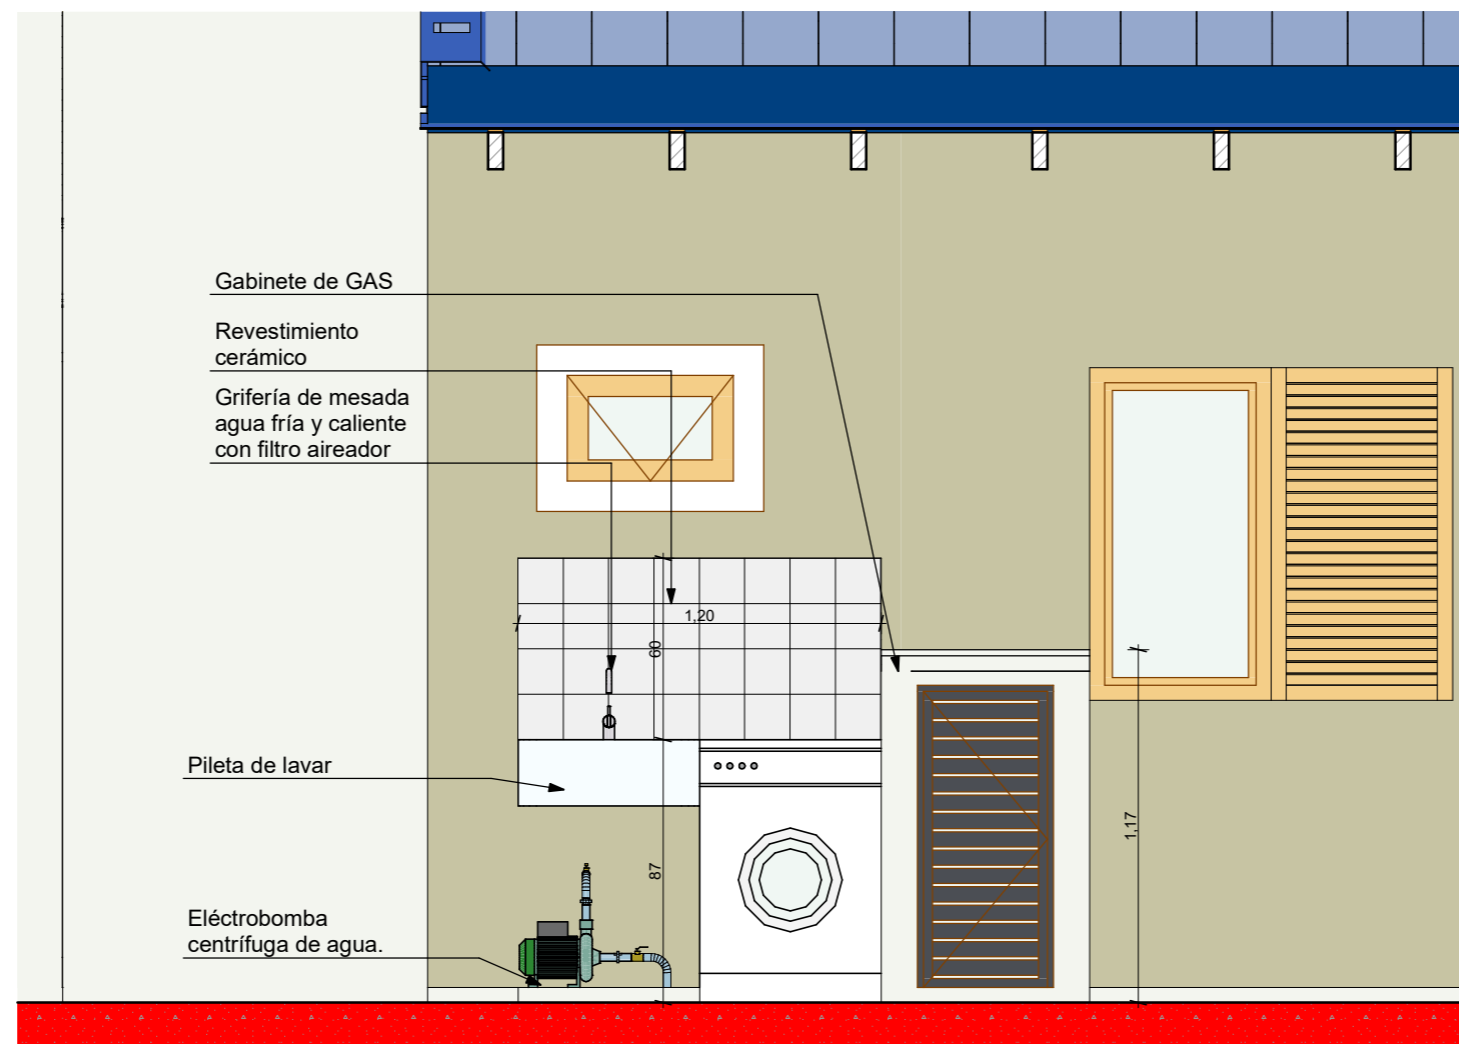 Gabinete de GAS
Revestimiento
cerámico
Grifería de mesada
agua fría y caliente
con filtro aireador
1,20
60
Pileta de lavar
1,17
87
Eléctrobomba
centrífuga de agua.